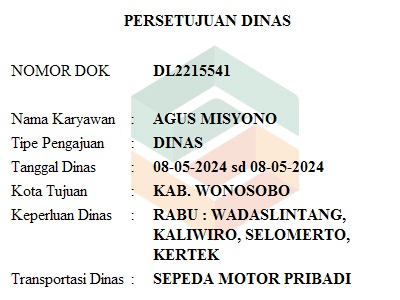 PERSETUJUAN DINAS
NOMOR DOK DL2215541
Nama Karyawan : AGUS MISYONO
Tipe Pengajuan : DINAS
Tanggal Dinas : 08-05-2024 sd 08-05-2024
Kota Tujuan : KAB. WONOSOBO
Keperluan Dinas : RABU : WADASLINTANG,
KALIWIRO, SELOMERTO,
KERTEK
Transportasi Dinas : SEPEDA MOTOR PRIBADI